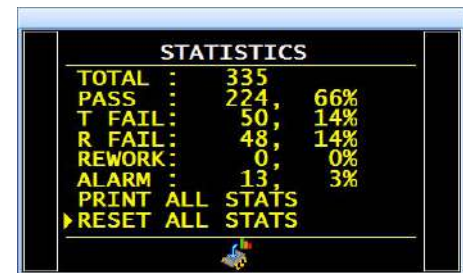 STATISTICS
TOTAL : 335
PASS : 224, 66%
T FAIL: 50, 14%
R FAIL: 48, 14%
REWORK: 0, 0%
ALARM : 13, 3%
PRINT ALL STATS
RESET ALL STATS